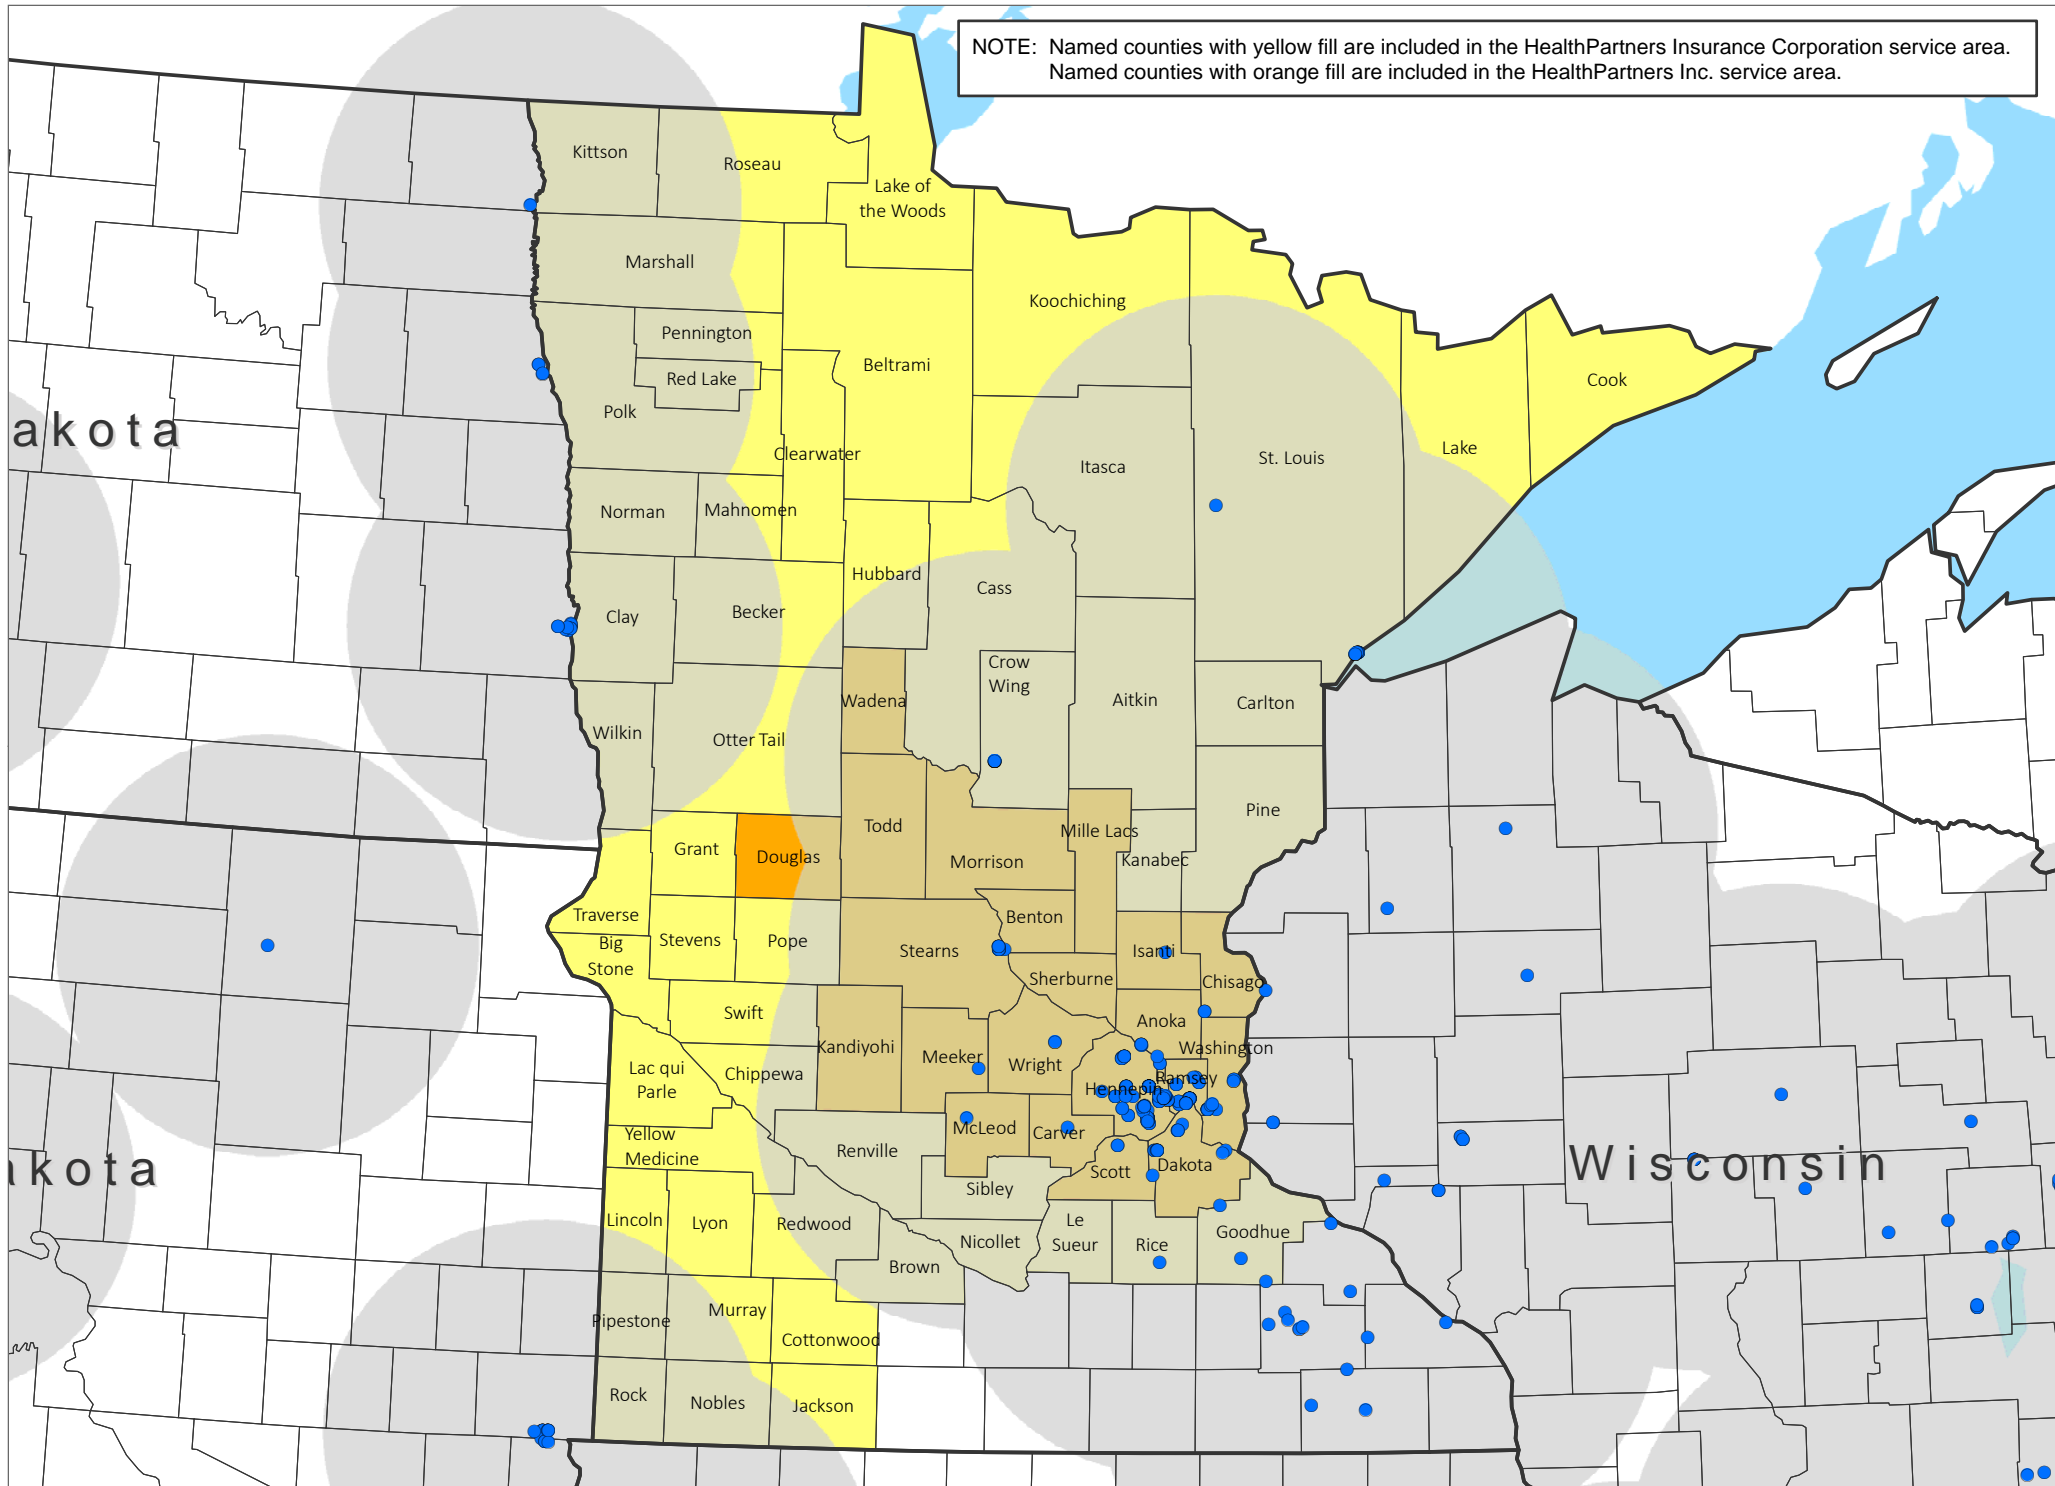 NOTE: Named counties with yellow fill are included in the HealthPartners Insurance Corporation service area.
Named counties with orange fill are included in the HealthPartners Inc. service area.
Kittson
Roseau
Lake of
the Woods
Marshall
Koochiching
Pennington
Beltrami
Red Lake
Cook
Polk
akota
Clearwater
Lake
St. Louis
Itasca
Norman
Mahnomen
Hubbard
Cass
Clay
Becker
Crow
Wing
Wadena
Aitkin
Carlton
Wilkin
Otter Tail
Pine
Todd
Mille Lacs
Grant
Douglas
Morrison
Kanabec
Traverse
Benton
Big
Stone
Stevens
Pope
Stearns
Isanti
Sherburne
Chisago
Swift
Anoka
Kandiyohi
Meeker
Wright
Washington
Lac qui
Parle
Chippewa
Ramsey
Hennepin
McLeod
Carver
Yellow
Medicine
Renville
Scott
Dakota
akota
Wisconsin
Sibley
Lincoln
Lyon
Redwood
Le
Sueur
Nicollet
Rice
Goodhue
Brown
Pipestone
Murray
Cottonwood
Rock
Nobles
Jackson